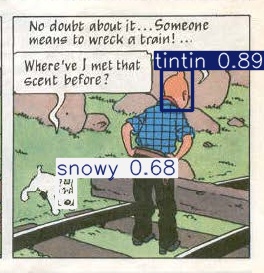 No doubt about it... Someone
means to wreck a train!...
Where've I met that
scent before?
tintin 0.89
snowy 0.68